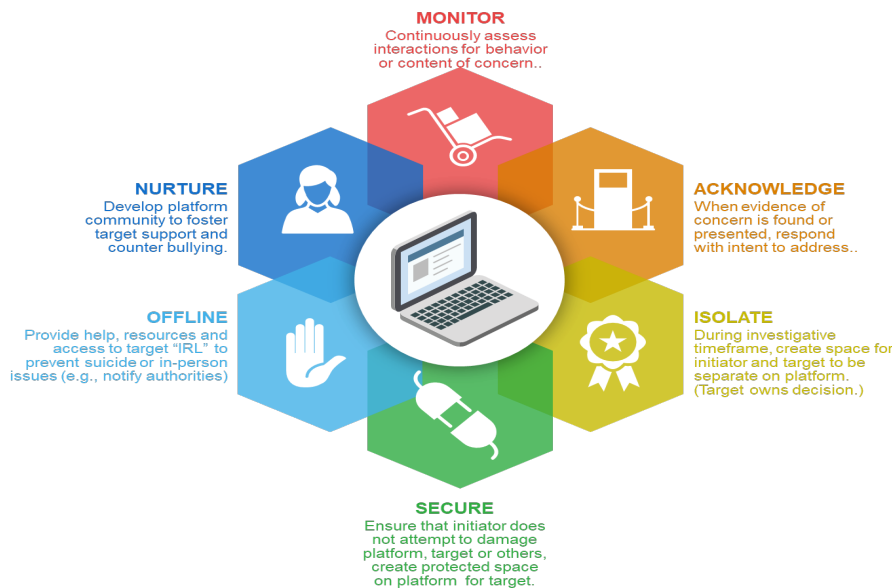 MONITOR
Continuously assess
interactions for behavior
or content of concern..
NURTURE
Develop platform
community to foster
target support and
counter bullying.
ACKNOWLEDGE
When evidence of
concern is found or
presented, respond
with intent to address..
OFFLINE
Provide help, resources and
access to target “IRL” to
prevent suicide or in-person
issues (e.g., notify authorities)
ISOLATE
During investigative
timeframe, create space for
initiator and target to be
separate on platform.
(Target owns decision.)
SECURE
Ensure that initiator does
not attempt to damage
platform, target or others,
create protected space
on platform for target.